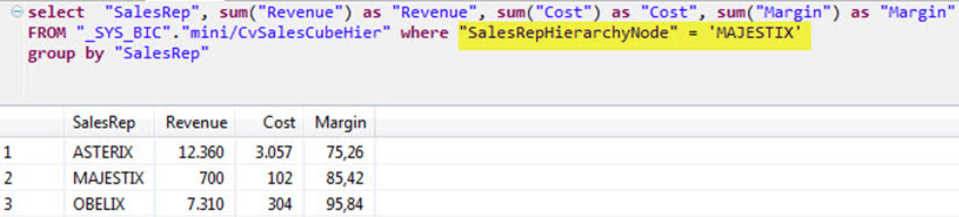 select "SalesRep", sum("Revenue") as "Revenue", sum("Cost") as "Cost", sum("Margin") as "Margin"
FROM "_SYS_BIC"."mini/CvSalesCubeHier" where "SalesRepHierarchyNode" = 'MAJESTIX'
group by "SalesRep"
SalesRep Revenue Cost Margin
1 ASTERIX 12.360 3.057 75,26
2 MAJESTIX 700 102 85,42
3 OBELIX 7.310 304 95,84